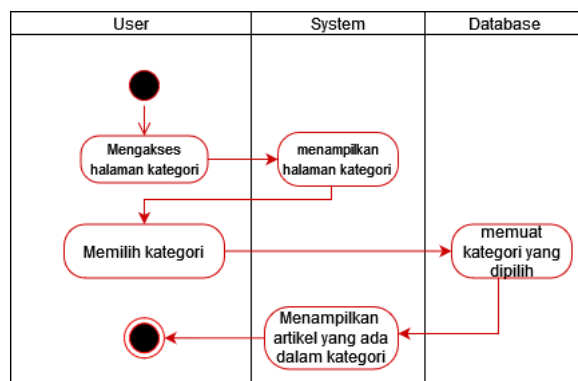 User
System
Database
Mengakses
halaman kategori
menampilkan
halaman kategori
Memilih kategori
memuat
kategori yang
dipilih
Menampilkan
artikel yang ada
dalam kategori